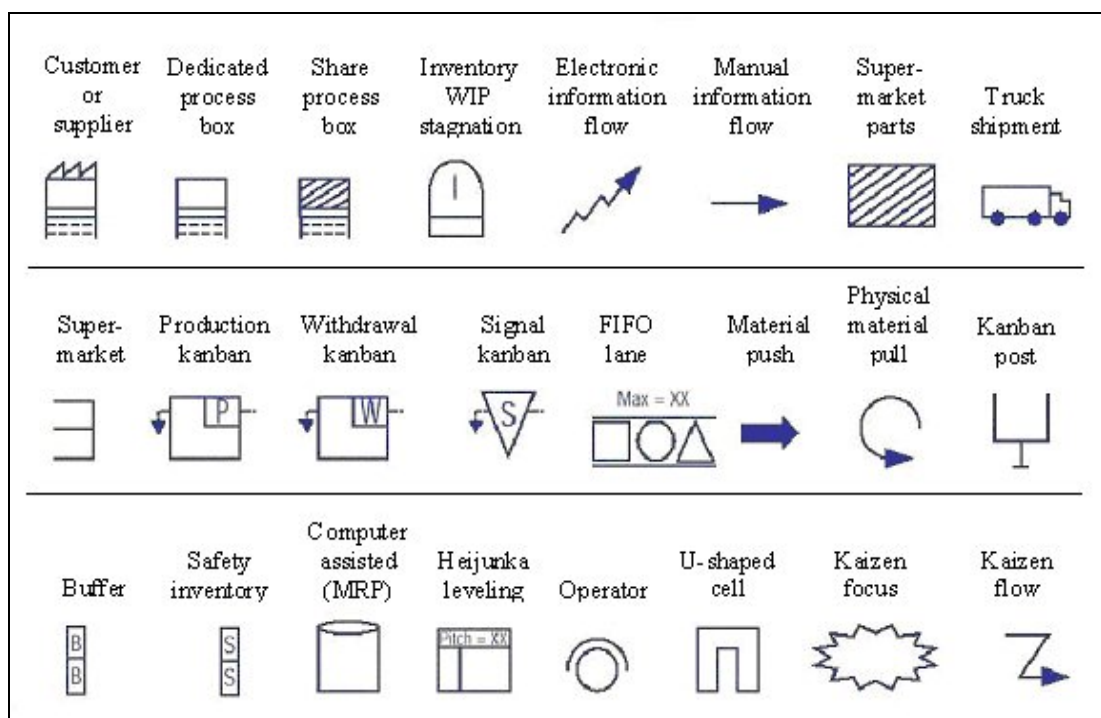 Customer
or
supplier
Dedicated
process
box
Share
process
box
Inventory
WIP
stagnation
Electronic
information
flow
Manual
information
flow
Super-
market
parts
Truck
shipment
Super-
market
Production
kanban
P
Withdrawal
kanban
W
Signal
kanban
S
FIFO
lane
Max = XX
Material
push
Physical
material
pull
Kanban
post
Buffer
B
B
Safety
inventory
S
S
Computer
assisted
(MRP)
Heijunka
leveling
Pitch = XX
Operator
U-shaped
cell
Kaizen
focus
Kaizen
flow